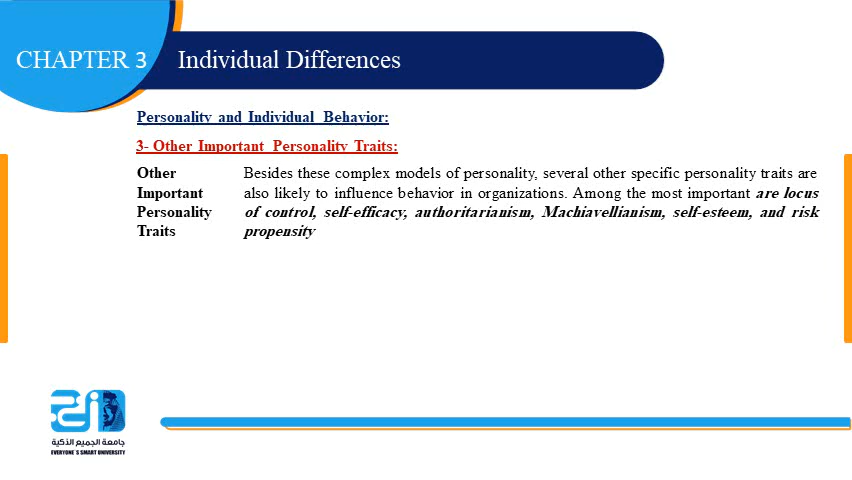 CHAPTER 3 Individual Differences
Personality and Individual Behavior:
3- Other Important Personality Traits:
Other
Important
Personality
Traits
Besides these complex models of personality, several other specific personality traits are
also likely to influence behavior in organizations. Among the most important are locus
of control, self-efficacy, authoritarianism, Machiavellianism, self-esteem, and risk
propensity
جامعة الجميع الذكية
EVERYONE'S SMART UNIVERSITY